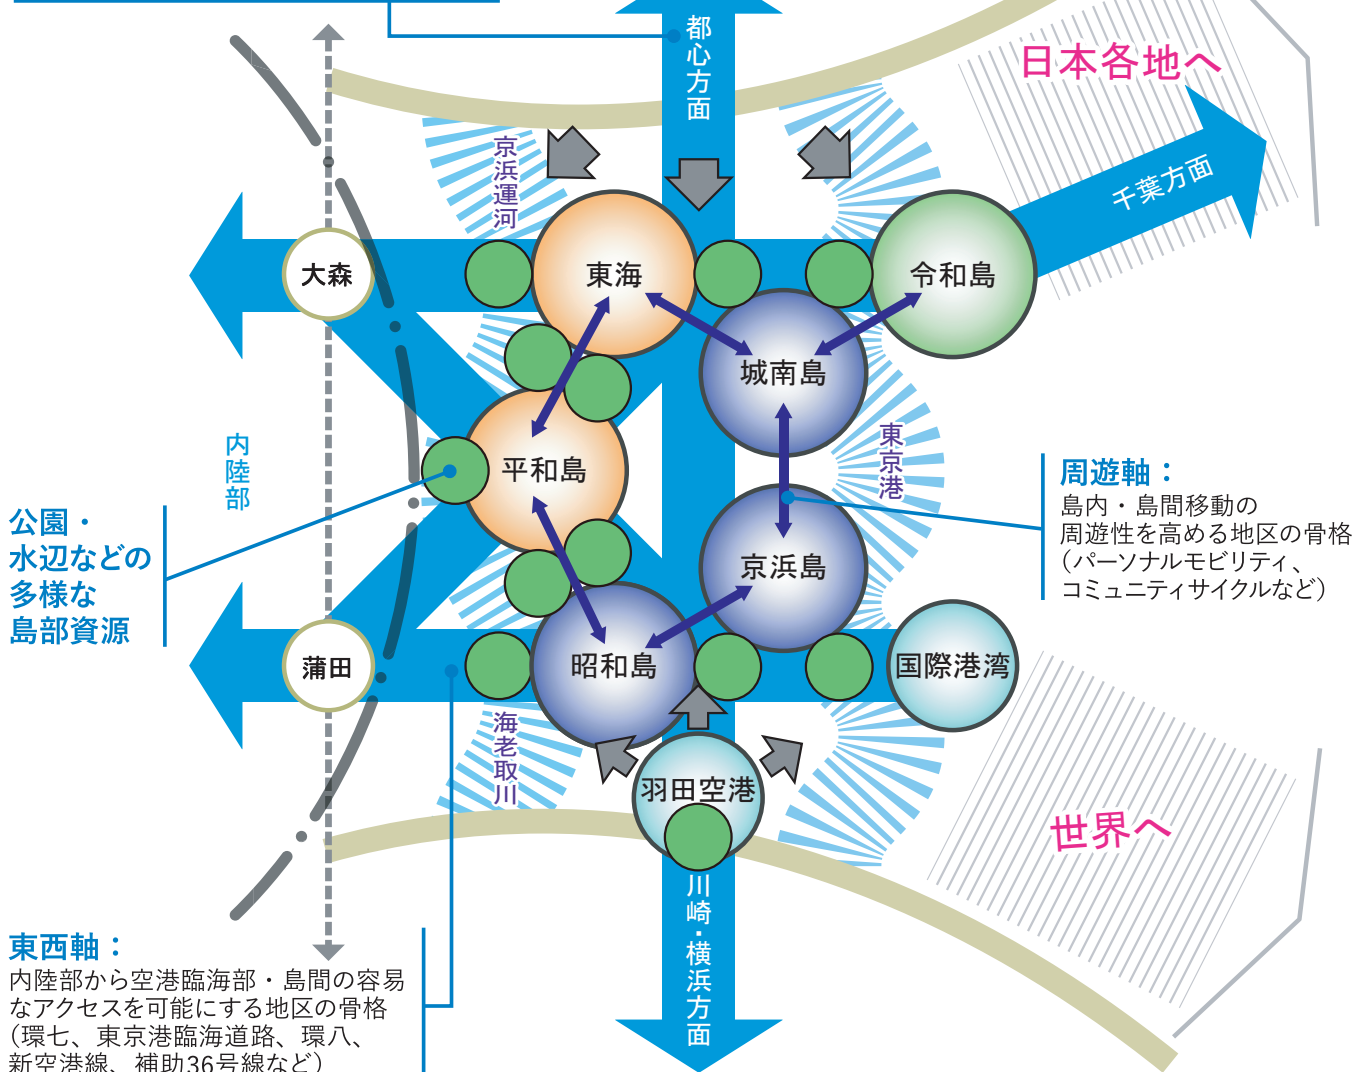 都心方面
日本各地へ
千葉方面
京浜運河
大森
東海
令和島
城南島
内陸部
平和島
東京港
周遊軸：
島内・島間移動の
周遊性を高める地区の骨格
（パーソナルモビリティ、
コミュニティサイクルなど）
公園・
水辺などの
多様な
島部資源
京浜島
蒲田
昭和島
国際港湾
海老取川
羽田空港
世界へ
川崎・横浜方面
東西軸：
内陸部から空港臨海部・島間の容易
なアクセスを可能にする地区の骨格
（環七、東京港臨海道路、環八、
新空港線、補助36号線など）